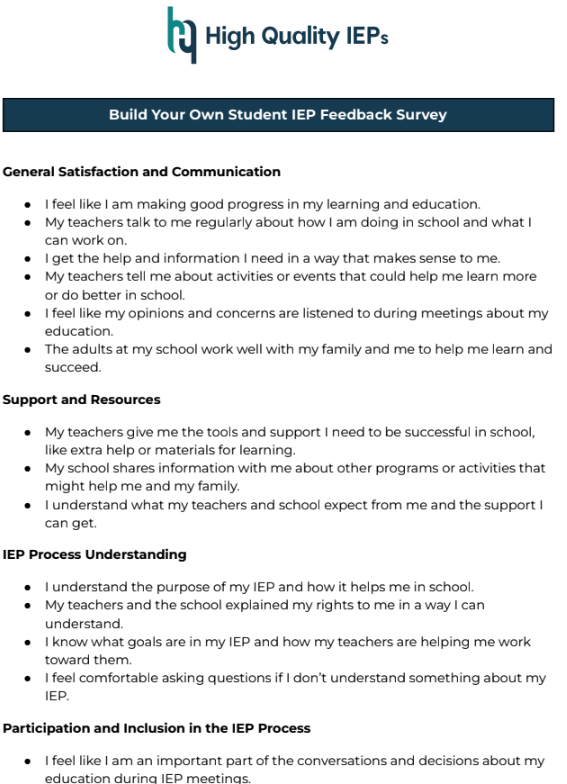 hq High Quality IEPs
Build Your Own Student IEP Feedback Survey
General Satisfaction and Communication
● I feel like I am making good progress in my learning and education.
● My teachers talk to me regularly about how I am doing in school and what I
can work on.
● I get the help and information I need in a way that makes sense to me.
● My teachers tell me about activities or events that could help me learn more
or do better in school.
● I feel like my opinions and concerns are listened to during meetings about my
education.
● The adults at my school work well with my family and me to help me learn and
succeed.
Support and Resources
● My teachers give me the tools and support I need to be successful in school,
like extra help or materials for learning.
● My school shares information with me about other programs or activities that
might help me and my family.
● I understand what my teachers and school expect from me and the support I
can get.
IEP Process Understanding
● I understand the purpose of my IEP and how it helps me in school.
● My teachers and the school explained my rights to me in a way I can
understand.
● I know what goals are in my IEP and how my teachers are helping me work
toward them.
● I feel comfortable asking questions if I don’t understand something about my
IEP.
Participation and Inclusion in the IEP Process
● I feel like I am an important part of the conversations and decisions about my
education during IEP meetings.